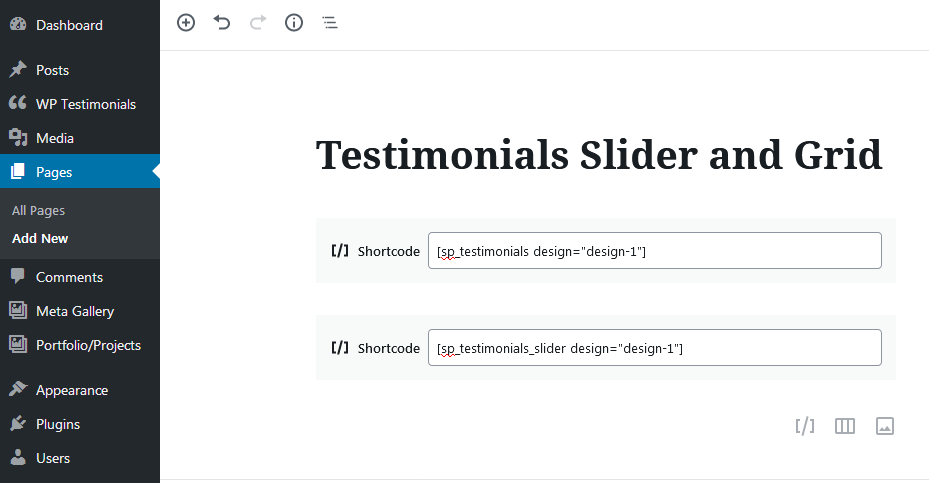 Dashboard
Posts
WP Testimonials
Media
Pages
All Pages
Add New
Comments
Meta Gallery
Portfolio/Projects
Appearance
Plugins
Users
Testimonials Slider and Grid
[/] Shortcode [sp_testimonials design="design-1"]
[/] Shortcode [sp_testimonials_slider design="design-1"]
[/]